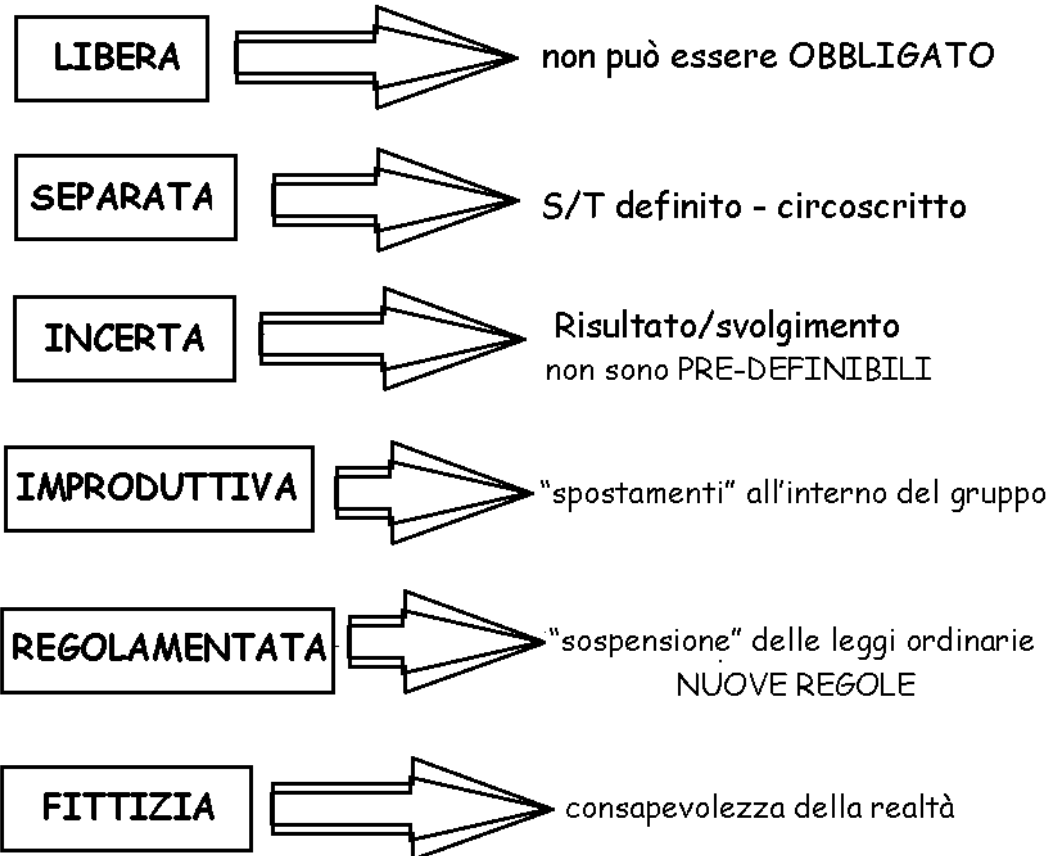 LIBERA non può essere OBBLIGATO
SEPARATA S/T definito - circoscritto
INCERTA Risultato/svolgimento
non sono PRE-DEFINIBILI
IMPRODUTTIVA “spostamenti” all'interno del gruppo
REGOLAMENTATA “sospensione” delle leggi ordinarie
NUOVE REGOLE
FITTIZIA consapevolezza della realtà